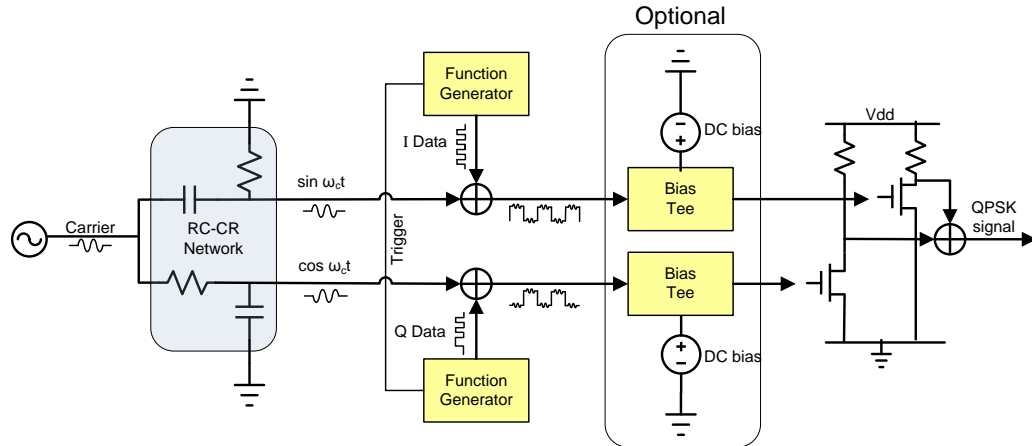 Optional
Function
Generator
DC bias
Vdd
I Data
sin ωct
Bias
Tee
QPSK
signal
Carrier
RC-CR
Network
Trigger
cos ωct
Bias
Tee
Q Data
DC bias
Function
Generator